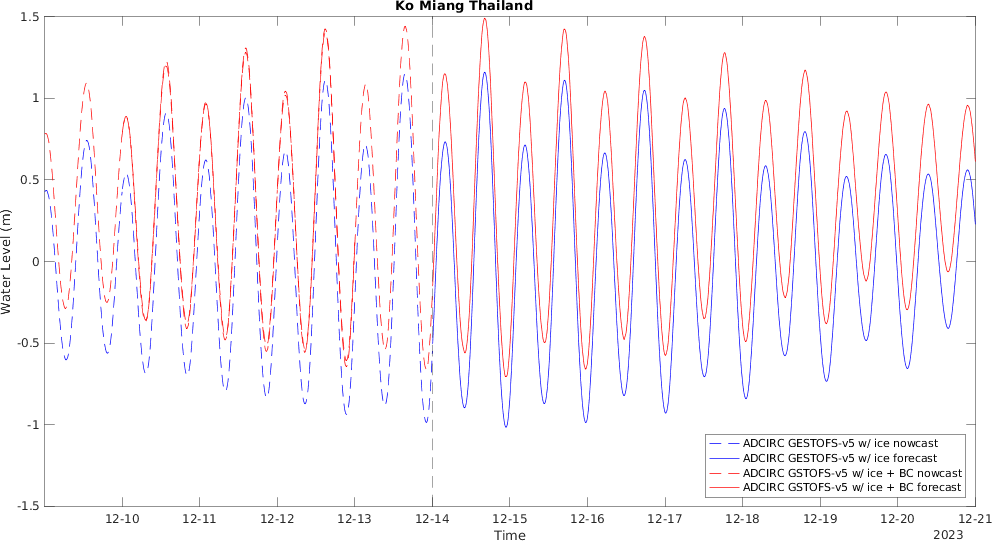 Ko Miang Thailand
1.5
1
0.5
0
-0.5
-1
-1.5
Water Level (m)
ADCIRC GESTOFS-v5 w/ ice nowcast
ADCIRC GESTOFS-v5 w/ ice forecast
ADCIRC GSTOFS-v5 w/ ice + BC nowcast
ADCIRC GSTOFS-v5 w/ ice + BC forecast
12-10 12-11 12-12 12-13 12-14 12-15 12-16 12-17 12-18 12-19 12-20 12-21
Time
2023